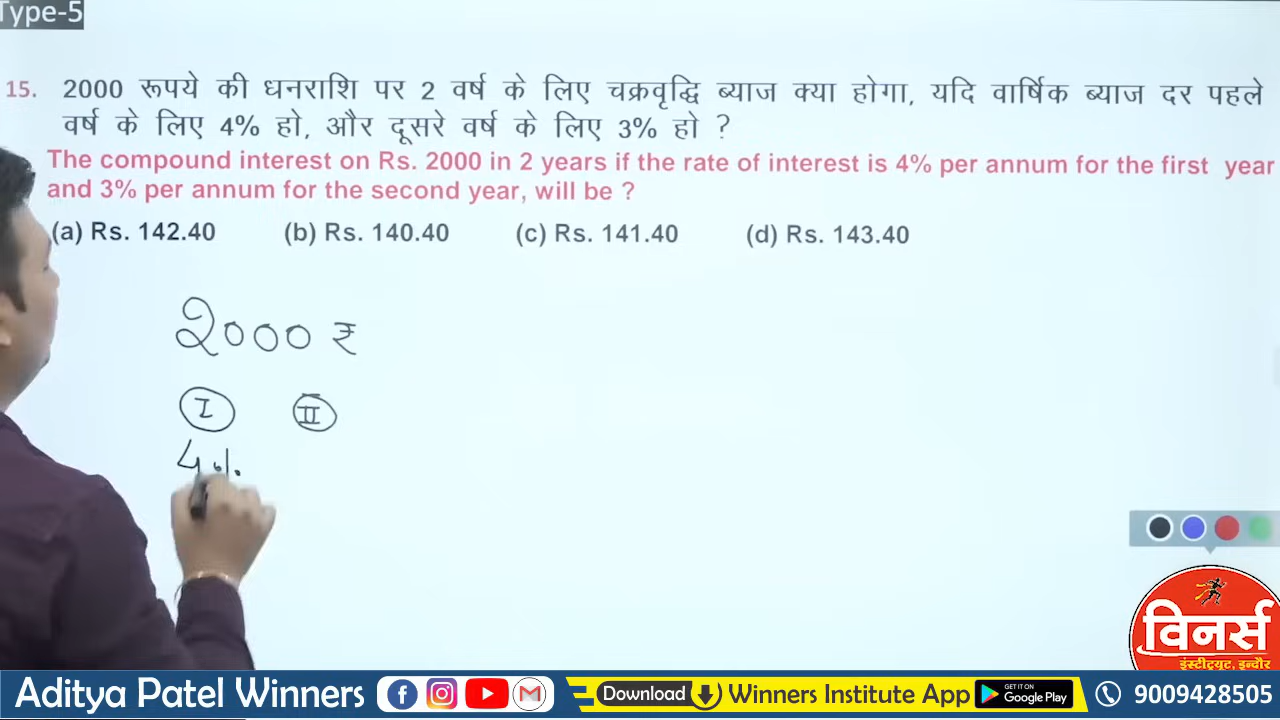 Type-5
15. 2000 रूपये की धनराशि पर 2 वर्ष के लिए चक्रवृद्धि ब्याज क्या होगा, यदि वार्षिक ब्याज दर पहले
वर्ष के लिए 4% हो, और दूसरे वर्ष के लिए 3% हो ?
The compound interest on Rs. 2000 in 2 years if the rate of interest is 4% per annum for the first year
and 3% per annum for the second year, will be ?
(a) Rs. 142.40 (b) Rs. 140.40 (c) Rs. 141.40 (d) Rs. 143.40
2000 ₹
I II
4%
विनर्स
इंस्टीट्यूट, इन्दौर
Aditya Patel Winners Download Winners Institute App GET IT ON Google Play 9009428505